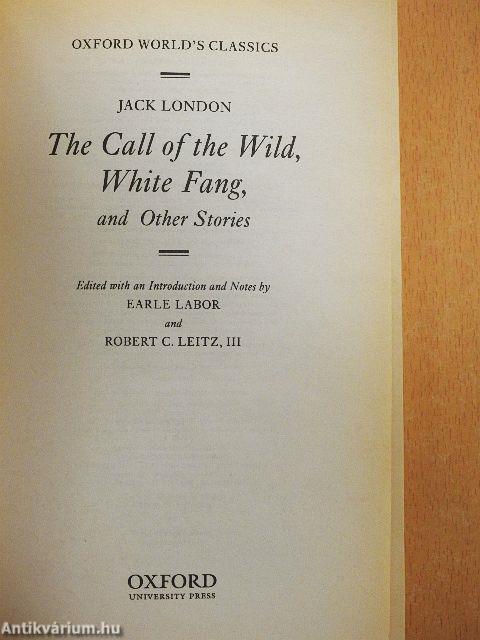 OXFORD WORLD'S CLASSICS
JACK LONDON
The Call of the Wild,
White Fang,
and Other Stories
Edited with an Introduction and Notes by
EARLE LABOR
and
ROBERT C. LEITZ, III
OXFORD
UNIVERSITY PRESS
Antikvárium.hu